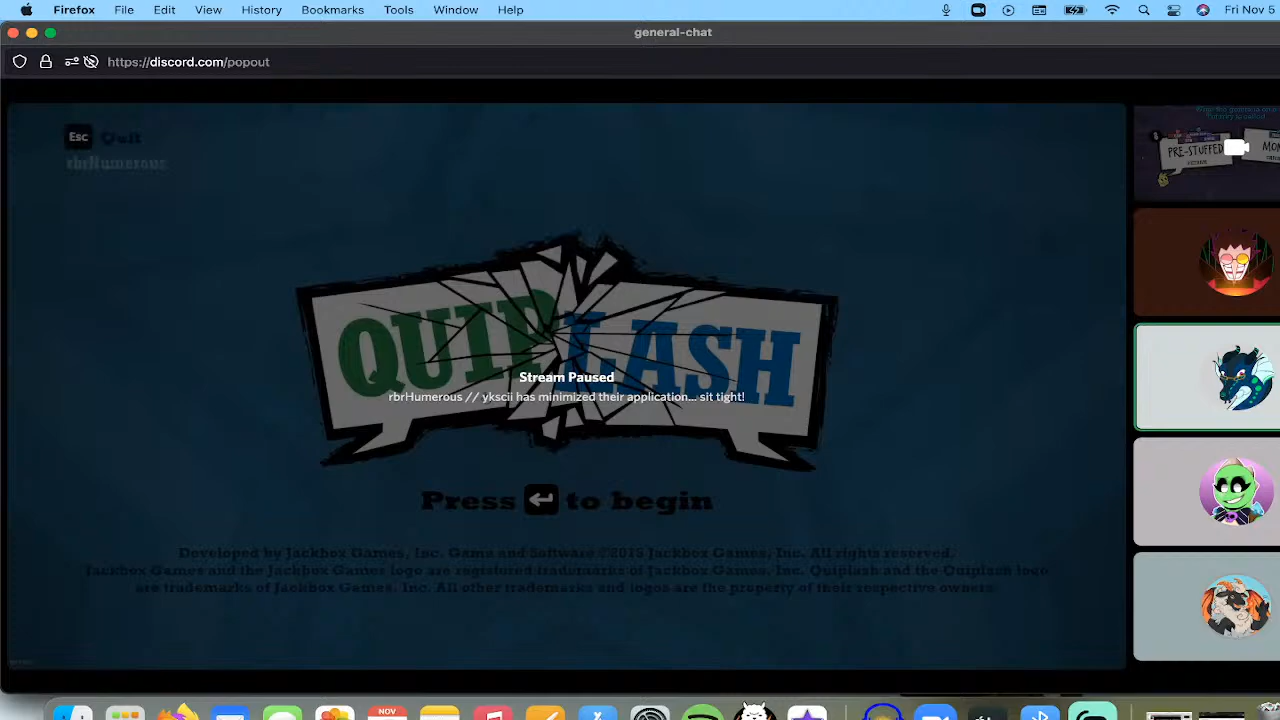 Firefox File Edit View History Bookmarks Tools Window Help Fri Nov 5
general-chat
https://discord.com/popout
Esc Quit
rbrHumorous
PRE-STUFFED
QUIPLASH
Stream Paused
rbrHumerous // ykscii has minimized their application... sit tight!
Press to begin
Developed by Jackbox Games, Inc. Game and Software ©2015 Jackbox Games, Inc. All rights reserved.
Jackbox Games and the Jackbox Games logo are registered trademarks of Jackbox Games, Inc. Quiplash and the Quiplash logo
are trademarks of Jackbox Games, Inc. All other trademarks and logos are the property of their respective owners.
NOV